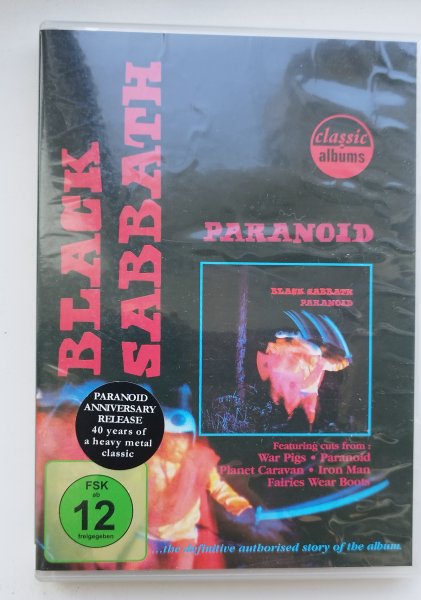 BLACK
SABBATH
classic
albums
PARANOID
BLACK SABBATH
PARANOID
PARANOID
ANNIVERSARY
RELEASE
40 years of
a heavy metal
classic
Featuring cuts from :
War Pigs • Paranoid
Planet Caravan • Iron Man
Fairies Wear Boots
FSK
ab
12
freigegeben
...the definitive authorised story of the album.